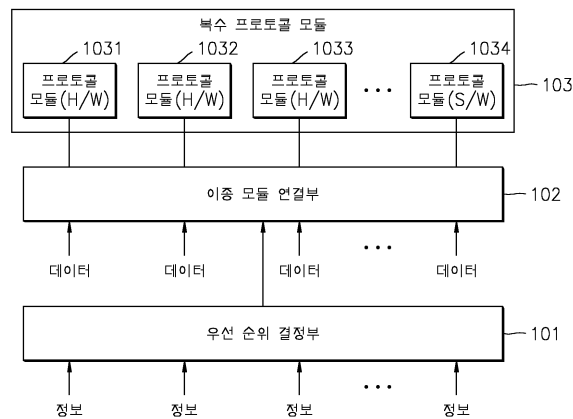 복수 프로토콜 모듈
1031
1032
1033
1034
프로토콜
모듈(H/W)
프로토콜
모듈(H/W)
프로토콜
모듈(H/W)
• • •
프로토콜
모듈(S/W)
103
이종 모듈 연결부
102
데이터
데이터
데이터
• • •
데이터
우선 순위 결정부
101
정보
정보
정보
• • •
정보